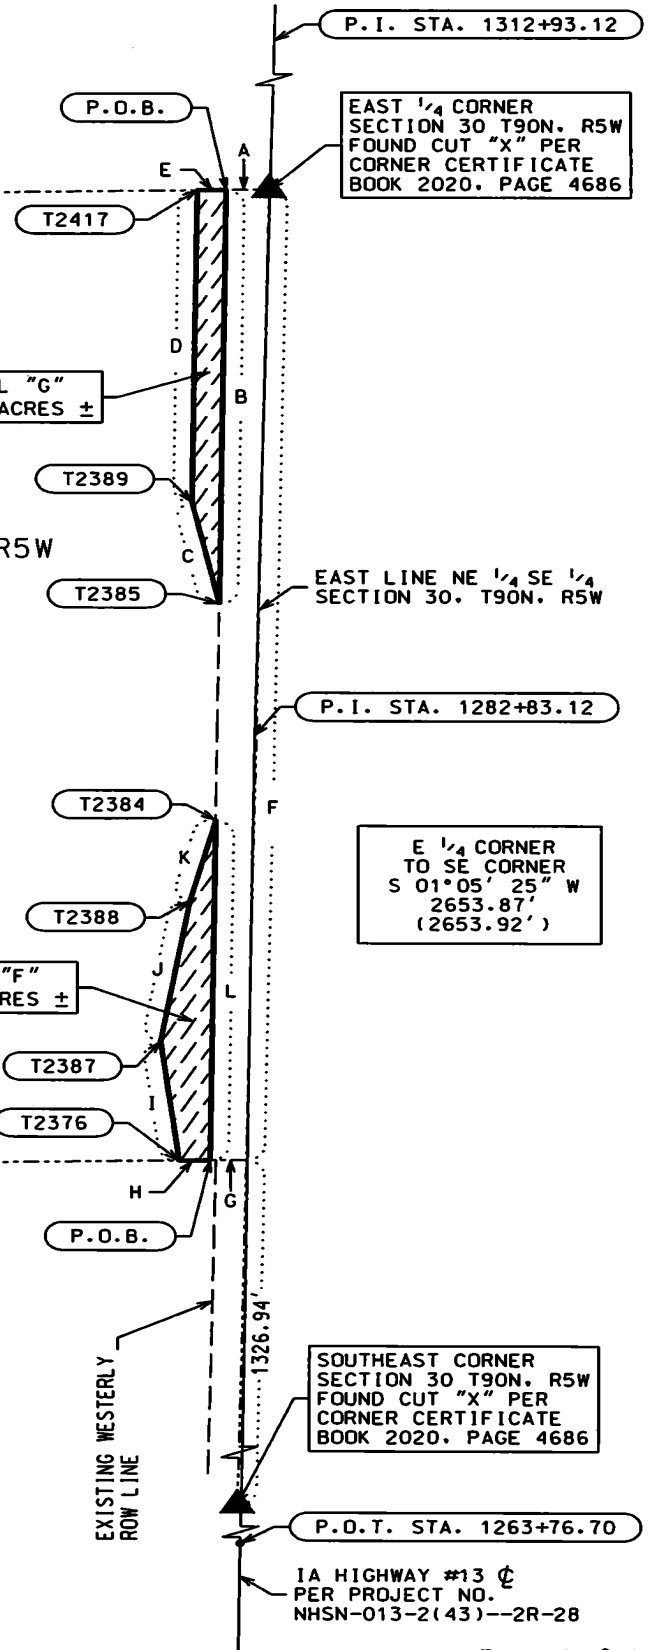 P.I. STA. 1312+93.12
P.O.B.
EAST 1/4 CORNER
SECTION 30 T90N. R5W
FOUND CUT "X" PER
CORNER CERTIFICATE
BOOK 2020. PAGE 4686
A
E
T2417
D
L "G"
ACRES ±
B
T2389
R5W
C
EAST LINE NE 1/4 SE 1/4
SECTION 30. T90N. R5W
T2385
P.I. STA. 1282+83.12
T2384
F
E 1/4 CORNER
TO SE CORNER
S 01°05' 25" W
2653.87'
(2653.92')
K
T2388
"F"
RES ±
J
L
T2387
I
T2376
H
G
P.O.B.
1326.94'
EXISTING WESTERLY
ROW LINE
SOUTHEAST CORNER
SECTION 30 T90N. R5W
FOUND CUT "X" PER
CORNER CERTIFICATE
BOOK 2020. PAGE 4686
P.O.T. STA. 1263+76.70
IA HIGHWAY #13 ℄
PER PROJECT NO.
NHSN-013-2(43)--2R-28